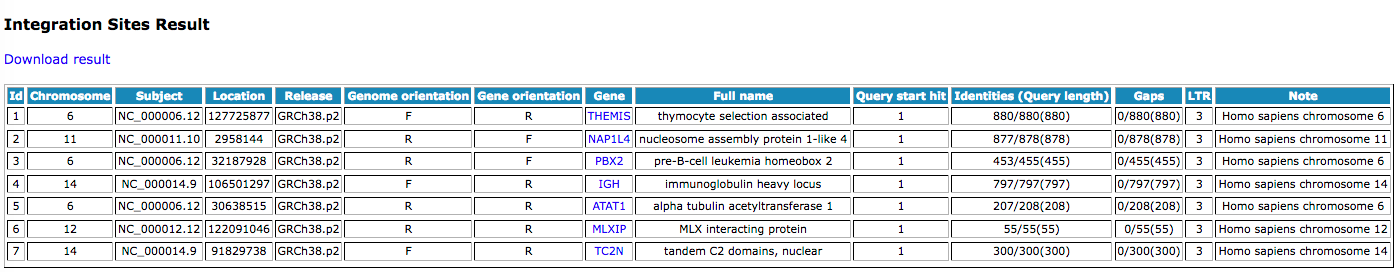 Integration Sites Result
Download result
Id Chromosome Subject Location Release Genome orientation Gene orientation Gene Full name Query start hit Identities (Query length) Gaps LTR Note
1 6 NC_000006.12 127725877 GRCh38.p2 F R THEMIS thymocyte selection associated 1 880/880(880) 0/880(880) 3 Homo sapiens chromosome 6
2 11 NC_000011.10 2958144 GRCh38.p2 R F NAP1L4 nucleosome assembly protein 1-like 4 1 877/878(878) 0/878(878) 3 Homo sapiens chromosome 11
3 6 NC_000006.12 32187928 GRCh38.p2 R F PBX2 pre-B-cell leukemia homeobox 2 1 453/455(455) 0/455(455) 3 Homo sapiens chromosome 6
4 14 NC_000014.9 106501297 GRCh38.p2 F R IGH immunoglobulin heavy locus 1 797/797(797) 0/797(797) 3 Homo sapiens chromosome 14
5 6 NC_000006.12 30638515 GRCh38.p2 R R ATAT1 alpha tubulin acetyltransferase 1 1 207/208(208) 0/208(208) 3 Homo sapiens chromosome 6
6 12 NC_000012.12 122091046 GRCh38.p2 R R MLXIP MLX interacting protein 1 55/55(55) 0/55(55) 3 Homo sapiens chromosome 12
7 14 NC_000014.9 91829738 GRCh38.p2 F R TC2N tandem C2 domains, nuclear 1 300/300(300) 0/300(300) 3 Homo sapiens chromosome 14